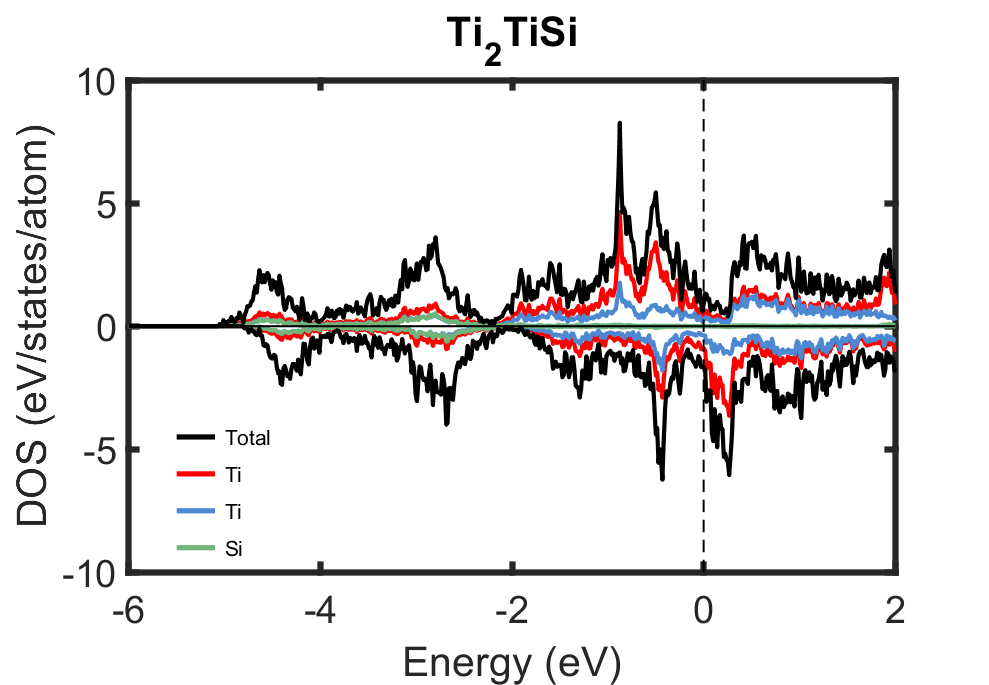 Ti2TiSi
DOS (eV/states/atom)
10
5
0
-5
-10
Total
Ti
Ti
Si
-6 -4 -2 0 2
Energy (eV)